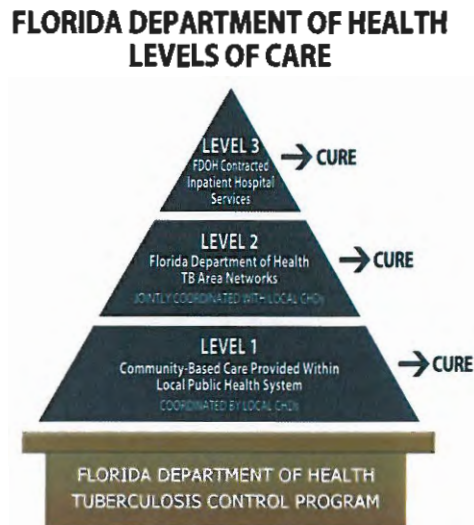 FLORIDA DEPARTMENT OF HEALTH
LEVELS OF CARE
LEVEL 3
FDOH Contracted
Inpatient Hospital
Services
CURE
LEVEL 2
Florida Department of Health
TB Area Networks
JOINTLY COORDINATED WITH LOCAL CHDs
CURE
LEVEL 1
Community-Based Care Provided Within
Local Public Health System
COORDINATED BY LOCAL CHDs
CURE
FLORIDA DEPARTMENT OF HEALTH
TUBERCULOSIS CONTROL PROGRAM